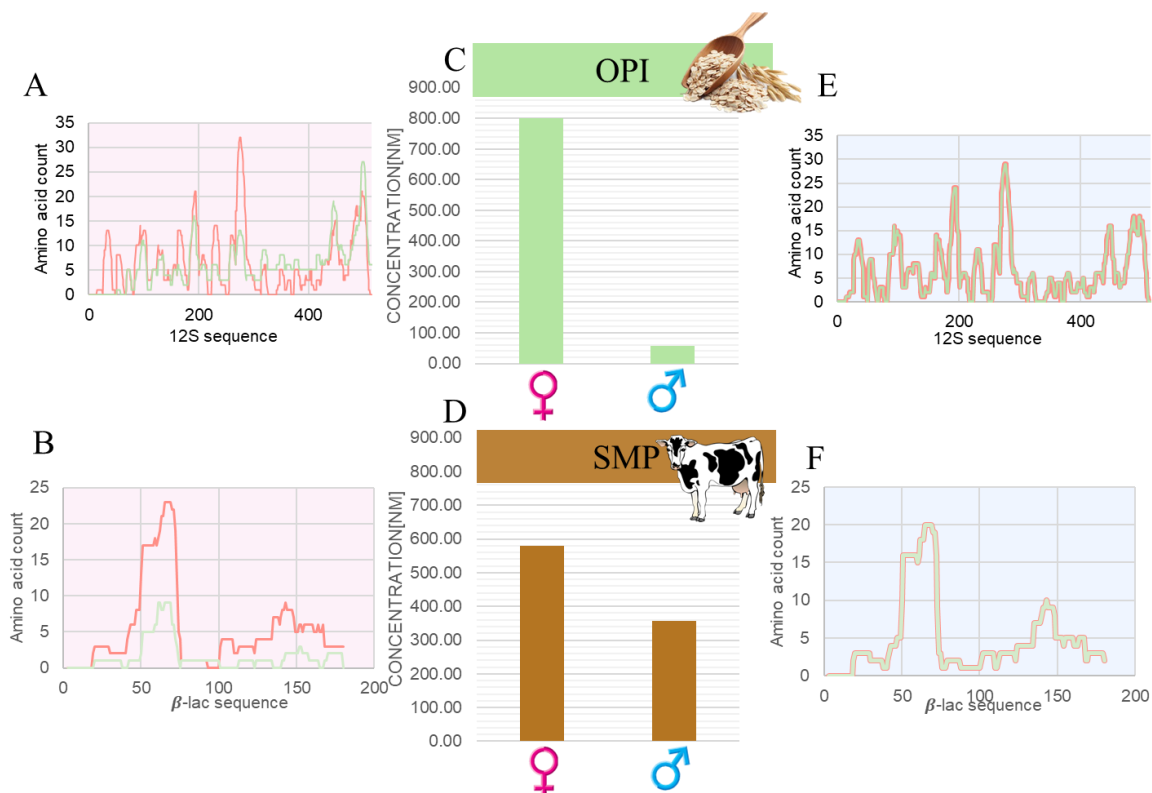 A
35
30
25
20
15
10
5
0
Amino acid count
0 200 400
12S sequence
B
25
20
15
10
5
0
Amino acid count
0 50 100 150 200
β-lac sequence
C
OPI
900.00
800.00
700.00
600.00
500.00
400.00
300.00
200.00
100.00
0.00
CONCENTRATION[NM]
♀ ♂
D
SMP
900.00
800.00
700.00
600.00
500.00
400.00
300.00
200.00
100.00
0.00
CONCENTRATION[NM]
♀ ♂
E
35
30
25
20
15
10
5
0
Amino acid count
0 200 400
12S sequence
F
25
20
15
10
5
0
Amino acid count
0 50 100 150 200
β-lac sequence